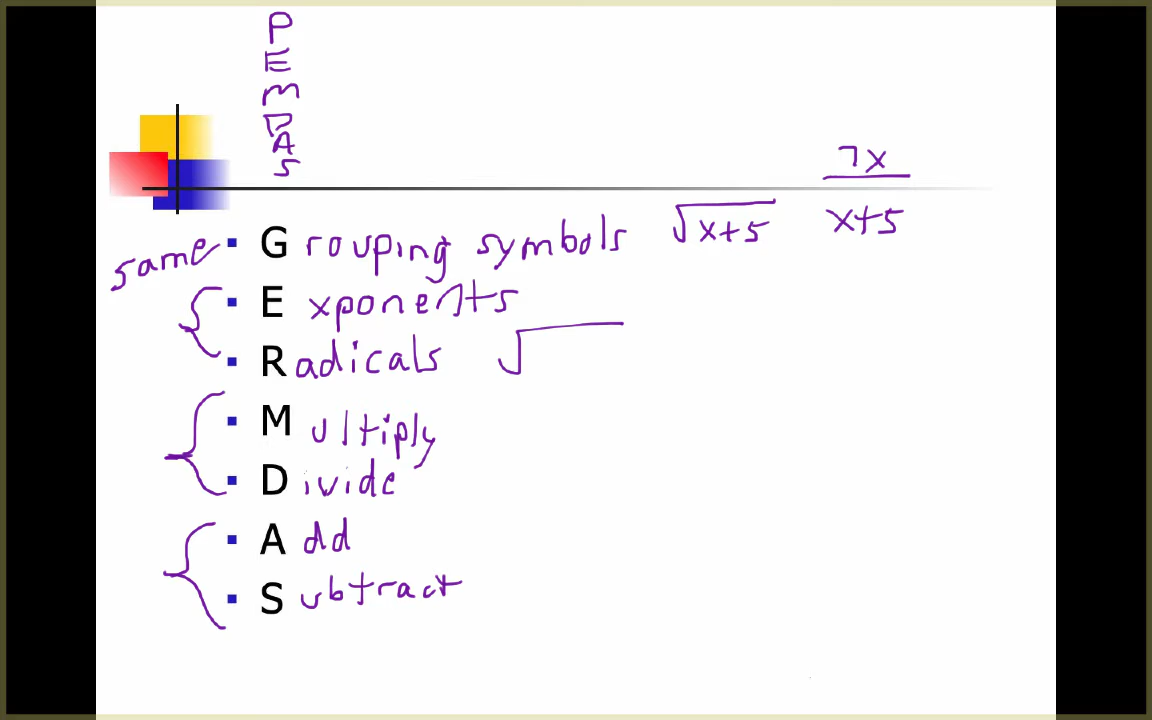 P
E
M
D
A
S
7x
x+5
Grouping symbols √x+5
same
Exponents
Radicals √
Multiply
Divide
Add
Subtract